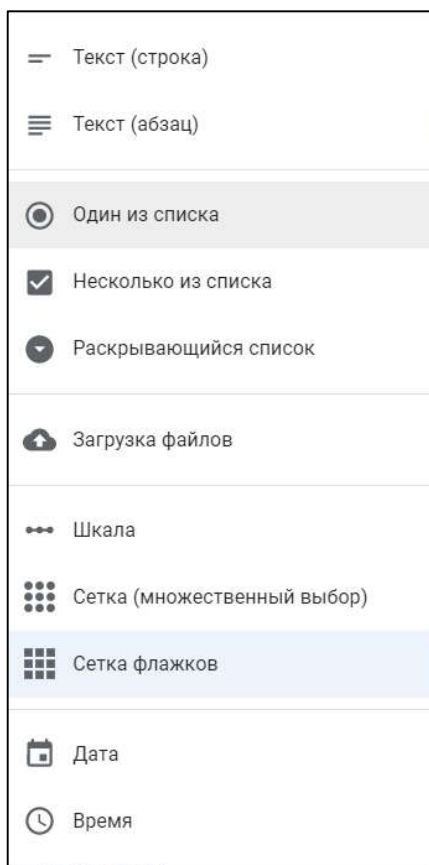 Текст (строка)
Текст (абзац)
Один из списка
Несколько из списка
Раскрывающийся список
Загрузка файлов
Шкала
Сетка (множественный выбор)
Сетка флажков
Дата
Время